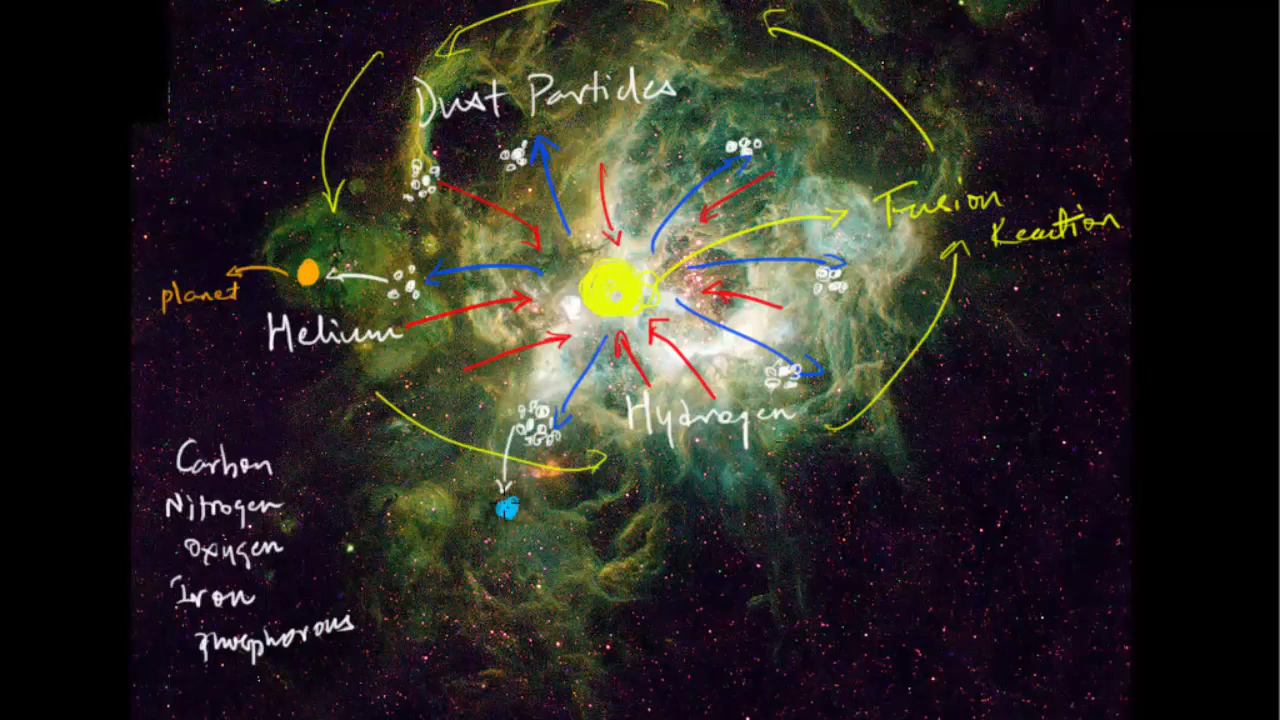 Dust Particles
Fusion
Reaction
planet
Helium
Hydrogen
Carbon
Nitrogen
Oxygen
Iron
Phosphorous